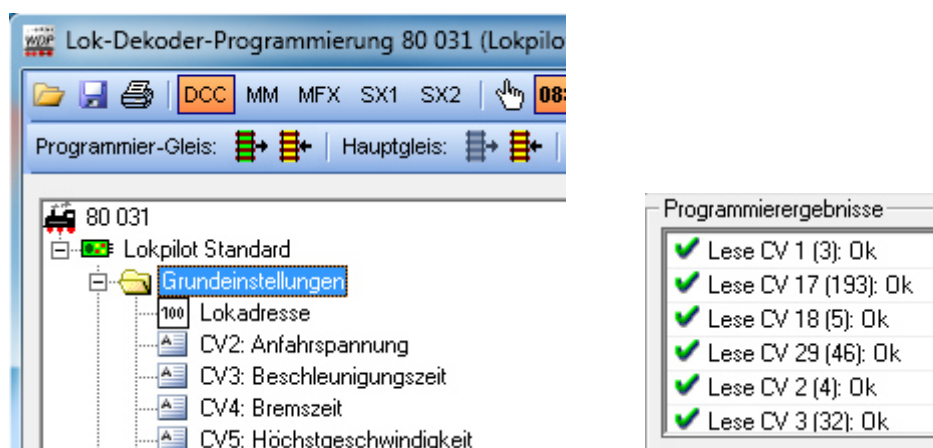 WDP Lok-Dekoder-Programmierung 80 031 (Lokpilo
DCC MM MFX SX1 SX2 08
Programmier-Gleis: Hauptgleis:
80 031
Lokpilot Standard
Grundeinstellungen
100 Lokadresse
CV2: Anfahrspannung
CV3: Beschleunigungszeit
CV4: Bremszeit
CV5: Höchstgeschwindigkeit
Programmierergebnisse
Lese CV 1 (3): Ok
Lese CV 17 (193): Ok
Lese CV 18 (5): Ok
Lese CV 29 (46): Ok
Lese CV 2 (4): Ok
Lese CV 3 (32): Ok